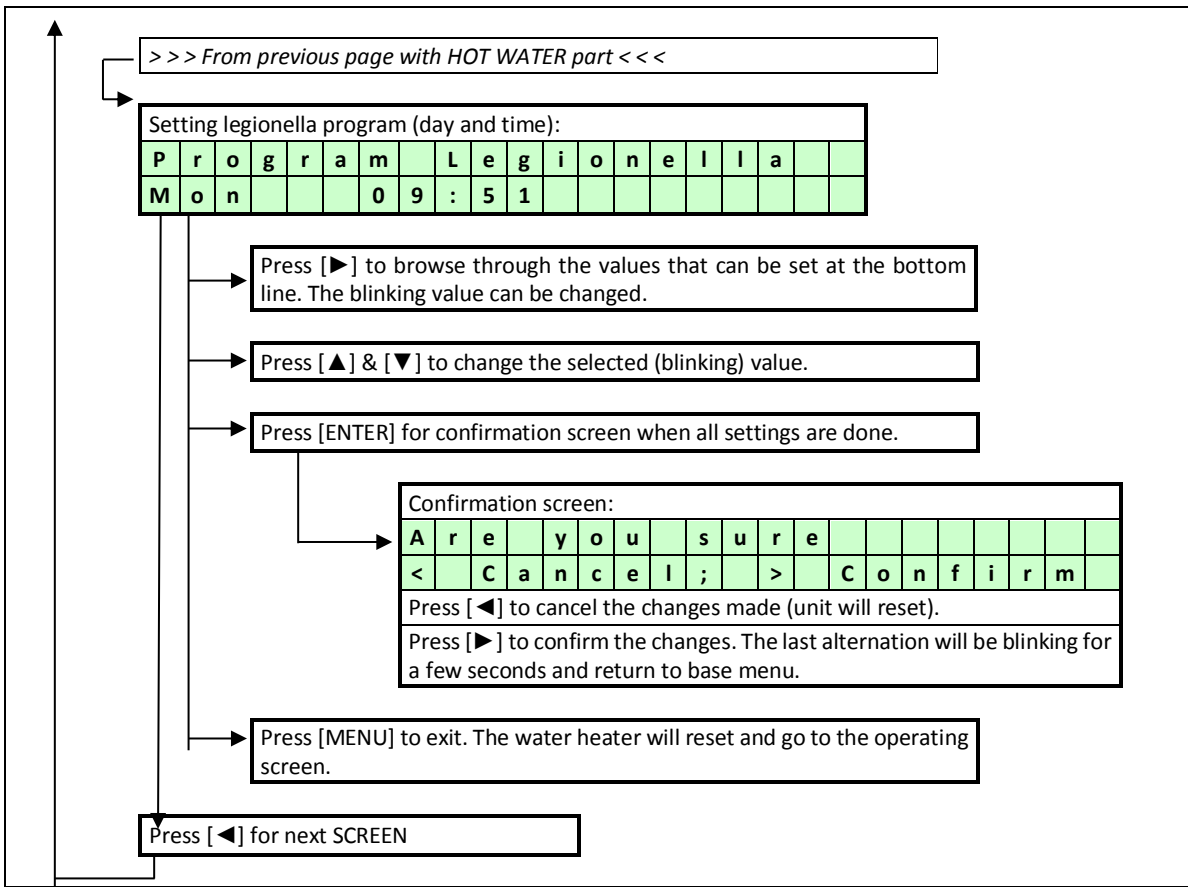 > > > From previous page with HOT WATER part < < <
Setting legionella program (day and time):
Program Legionella
Mon   09:51
Press [►] to browse through the values that can be set at the bottom
line. The blinking value can be changed.
Press [▲] & [▼] to change the selected (blinking) value.
Press [ENTER] for confirmation screen when all settings are done.
Confirmation screen:
Are you sure
< Cancel; > Confirm
Press [◄] to cancel the changes made (unit will reset).
Press [►] to confirm the changes. The last alternation will be blinking for
a few seconds and return to base menu.
Press [MENU] to exit. The water heater will reset and go to the operating
screen.
Press [◄] for next SCREEN